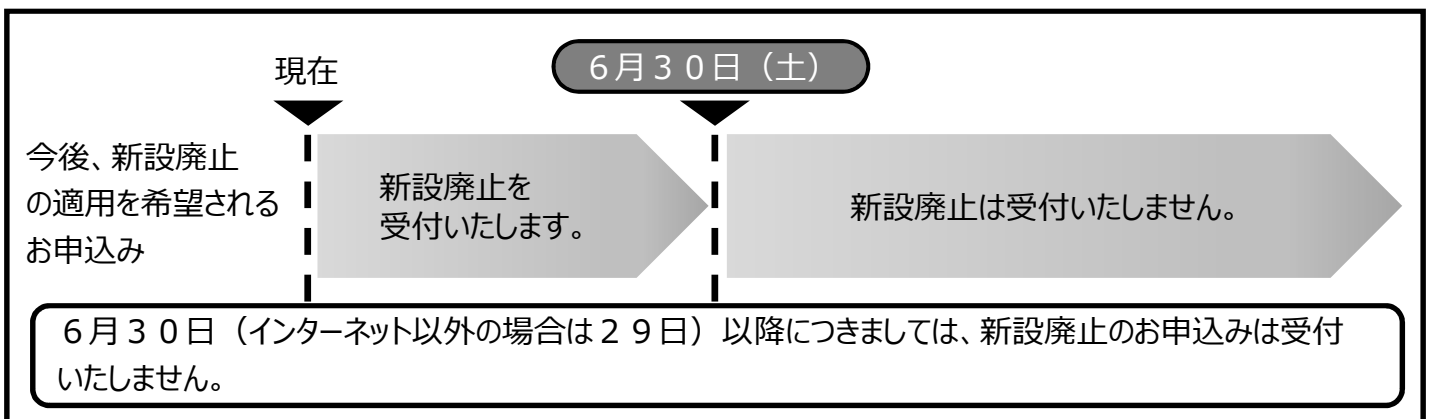 現在
６月３０日（土）
今後、新設廃止
の適用を希望される
お申込み
新設廃止を
受付いたします。
新設廃止は受付いたしません。
６月３０日（インターネット以外の場合は２９日）以降につきましては、新設廃止のお申込みは受付
いたしません。